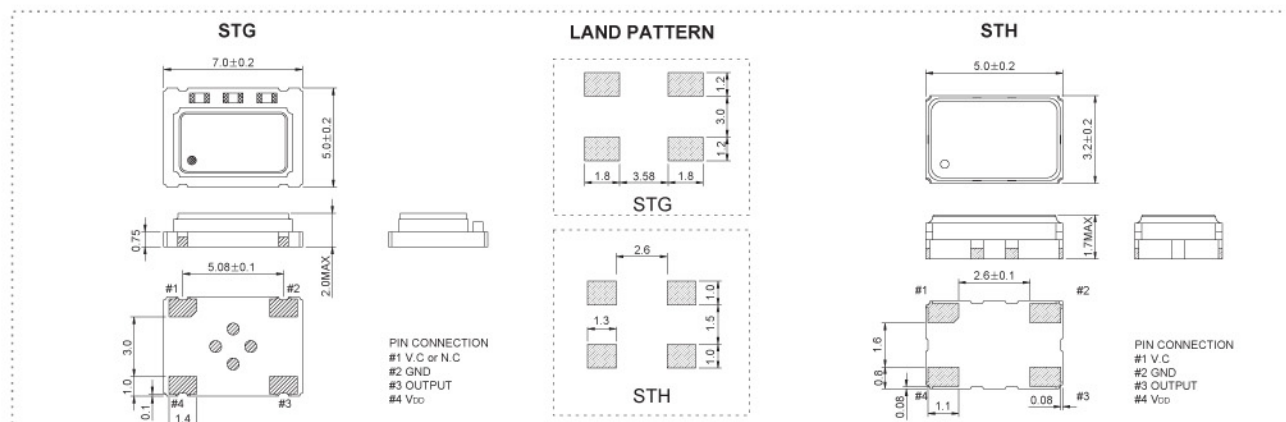 STG
7.0±0.2
5.0±0.2
0.75
2.0MAX
5.08±0.1
#1
#2
3.0
1.0
0.1
#4
1.4
#3
PIN CONNECTION
#1 V.C or N.C
#2 GND
#3 OUTPUT
#4 VDD
LAND PATTERN
1.2
3.0
1.2
1.8
3.58
1.8
STG
2.6
1.0
1.3
1.5
1.0
STH
STH
5.0±0.2
3.2±0.2
1.7MAX
2.6±0.1
#1
#2
1.6
0.8
0.08
#4
1.1
0.08
#3
PIN CONNECTION
#1 V.C
#2 GND
#3 OUTPUT
#4 VDD